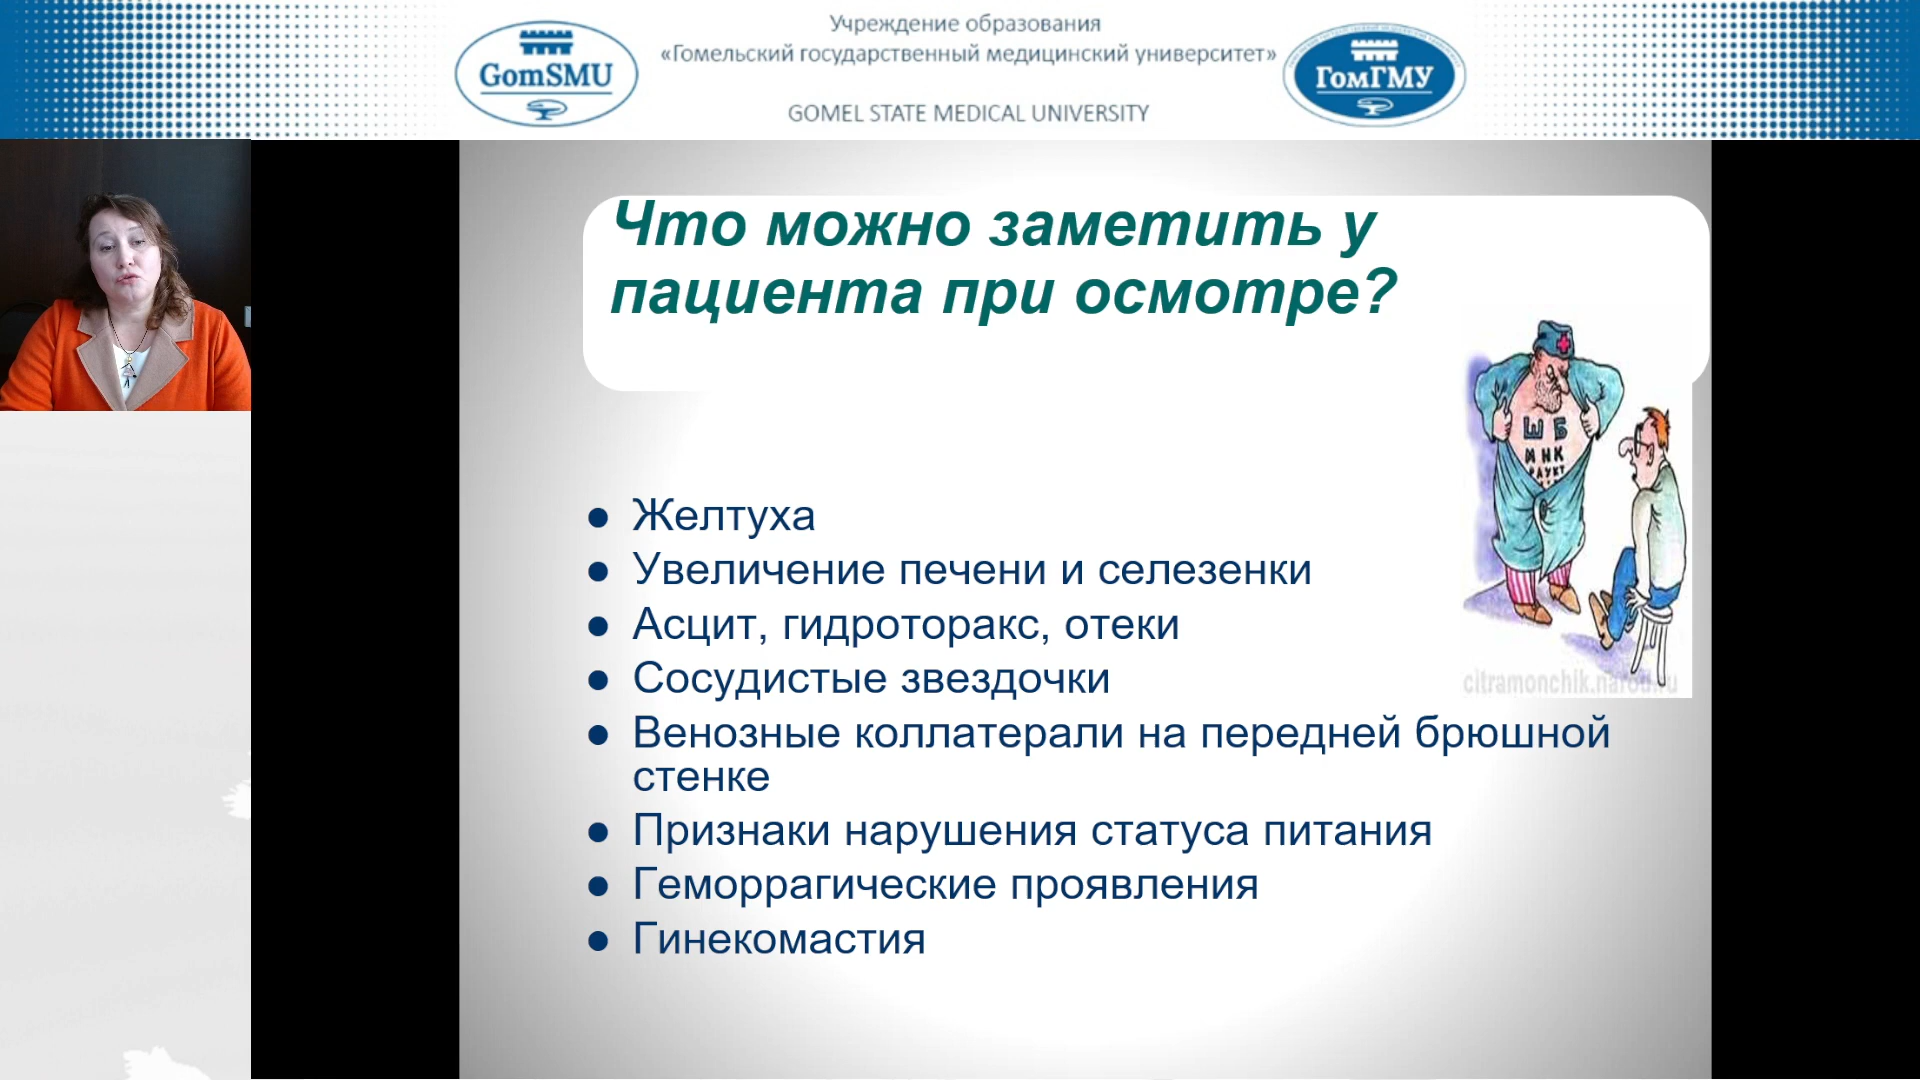 Учреждение образования
«Гомельский государственный медицинский университет»
GOMEL STATE MEDICAL UNIVERSITY
GomSMU
ГомГМУ
Что можно заметить у
пациента при осмотре?
Ш Б
М Н К
citramonchik.narod.ru
● Желтуха
● Увеличение печени и селезенки
● Асцит, гидроторакс, отеки
● Сосудистые звездочки
● Венозные коллатерали на передней брюшной
стенке
● Признаки нарушения статуса питания
● Геморрагические проявления
● Гинекомастия